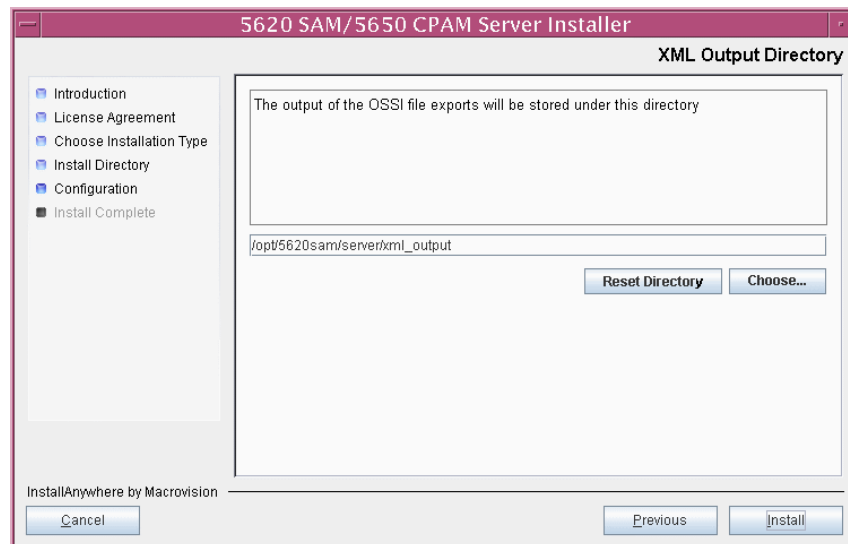 5620 SAM/5650 CPAM Server Installer
XML Output Directory
Introduction
License Agreement
Choose Installation Type
Install Directory
Configuration
Install Complete
The output of the OSSI file exports will be stored under this directory
/opt/5620sam/server/xml_output
Reset Directory
Choose...
InstallAnywhere by Macrovision
Cancel
Previous
Install